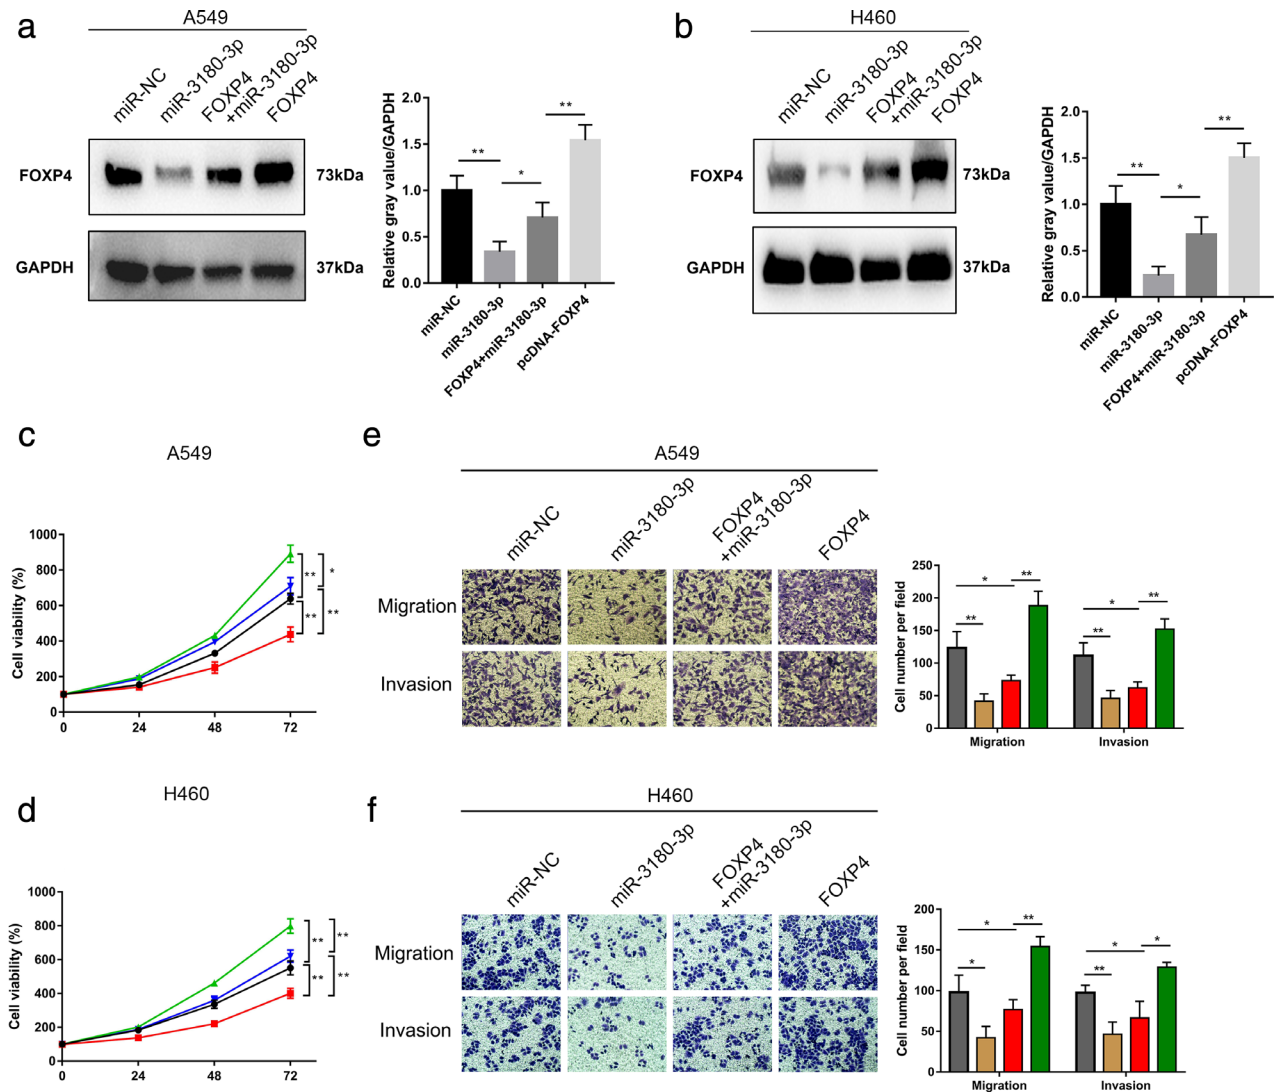 a
A549
miR-NC
miR-3180-3p
FOXP4
+miR-3180-3p
FOXP4
FOXP4
73kDa
GAPDH
37kDa
Relative gray value/GAPDH
2.0
1.5
1.0
0.5
0.0
**
*
**
miR-NC
miR-3180-3p
FOXP4+miR-3180-3p
pcDNA-FOXP4
b
H460
miR-NC
miR-3180-3p
FOXP4
+miR-3180-3p
FOXP4
FOXP4
73kDa
GAPDH
37kDa
Relative gray value/GAPDH
2.0
1.5
1.0
0.5
0.0
**
*
**
miR-NC
miR-3180-3p
FOXP4+miR-3180-3p
pcDNA-FOXP4
c
A549
Cell viability (%)
1000
800
600
400
200
0
0 24 48 72
**
*
**
**
d
H460
Cell viability (%)
1000
800
600
400
200
0
0 24 48 72
**
**
**
**
e
A549
miR-NC
miR-3180-3p
FOXP4
+miR-3180-3p
FOXP4
Migration
Invasion
Cell number per field
250
200
150
100
50
0
*
**
**
*
**
**
Migration Invasion
f
H460
miR-NC
miR-3180-3p
FOXP4
+miR-3180-3p
FOXP4
Migration
Invasion
Cell number per field
200
150
100
50
0
*
**
*
*
*
**
Migration Invasion